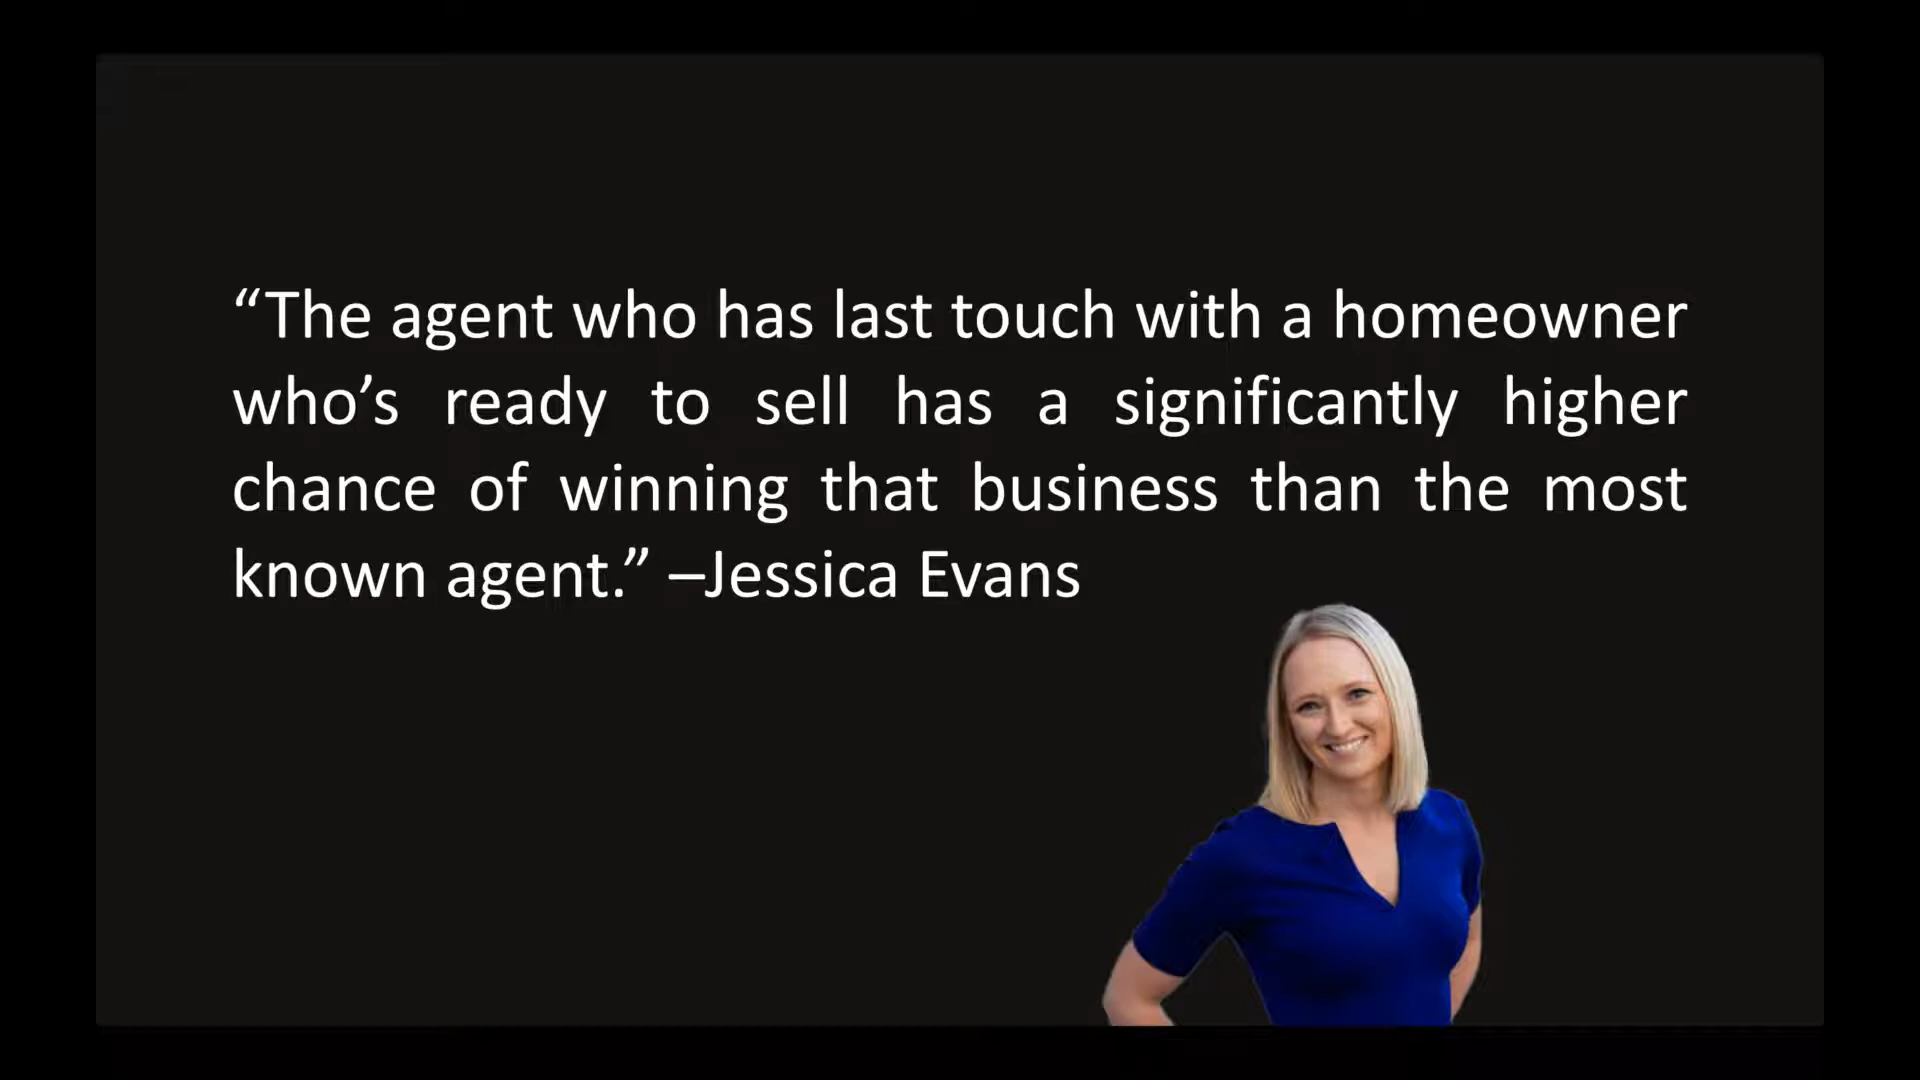 “The agent who has last touch with a homeowner
who’s ready to sell has a significantly higher
chance of winning that business than the most
known agent.” –Jessica Evans